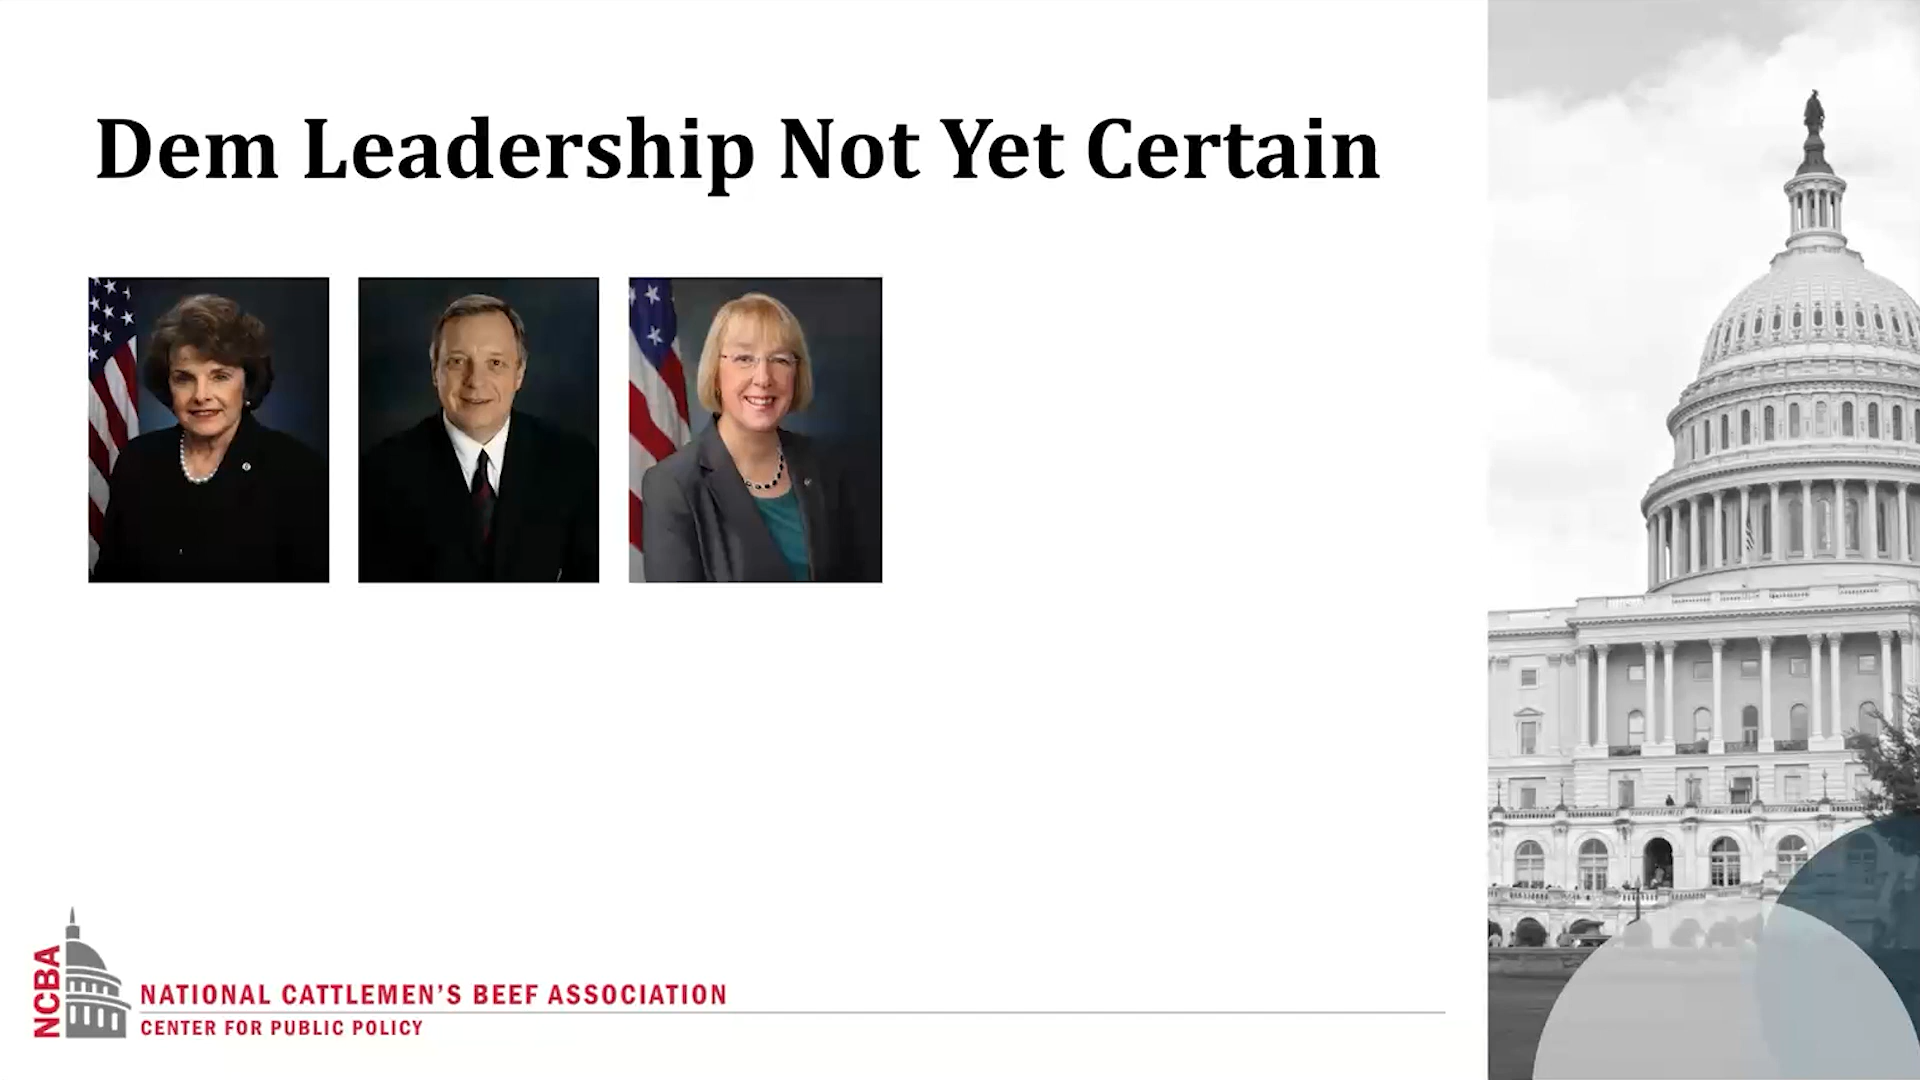 Dem Leadership Not Yet Certain
NCBA
NATIONAL CATTLEMEN'S BEEF ASSOCIATION
CENTER FOR PUBLIC POLICY